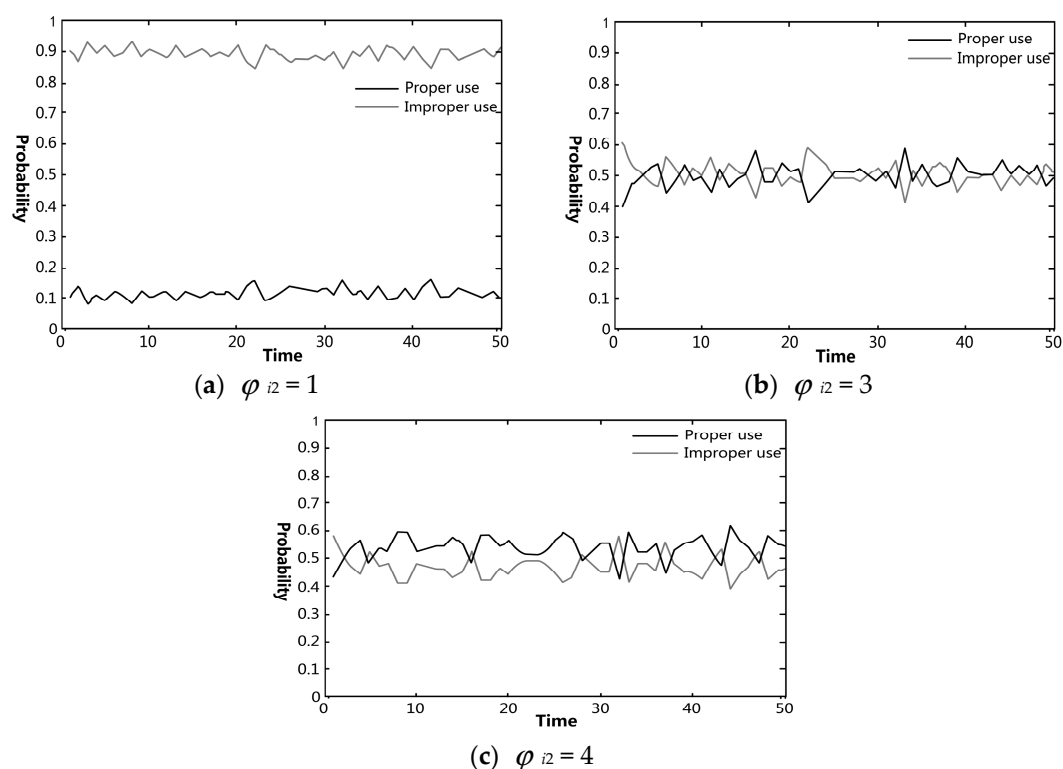 1
0.9
0.8
0.7
0.6
0.5
0.4
0.3
0.2
0.1
0
Probability
Proper use
Improper use
0 10 20 30 40 50
Time
(a) φ i2 = 1
1
0.9
0.8
0.7
0.6
0.5
0.4
0.3
0.2
0.1
0
Probability
Proper use
Improper use
0 10 20 30 40 50
Time
(b) φ i2 = 3
1
0.9
0.8
0.7
0.6
0.5
0.4
0.3
0.2
0.1
0
Probability
Proper use
Improper use
0 10 20 30 40 50
Time
(c) φ i2 = 4